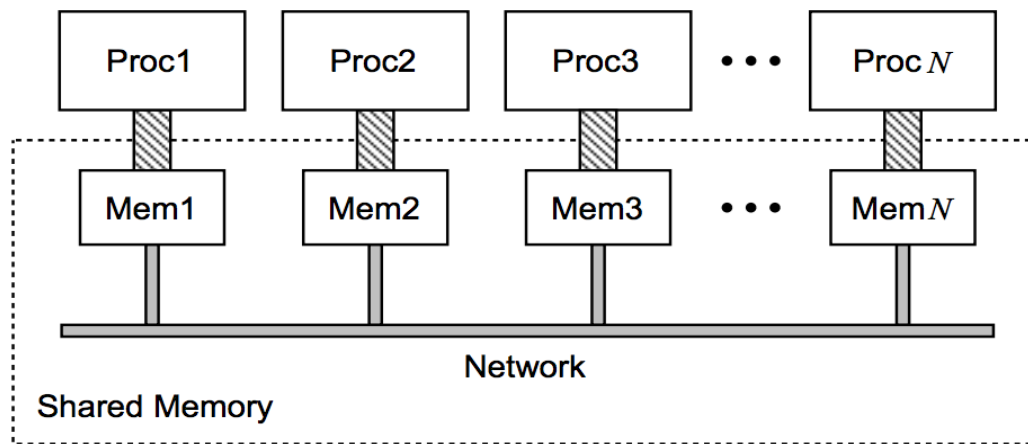 Proc1 Proc2 Proc3 • • • Proc N
Mem1 Mem2 Mem3 • • • Mem N
Network
Shared Memory